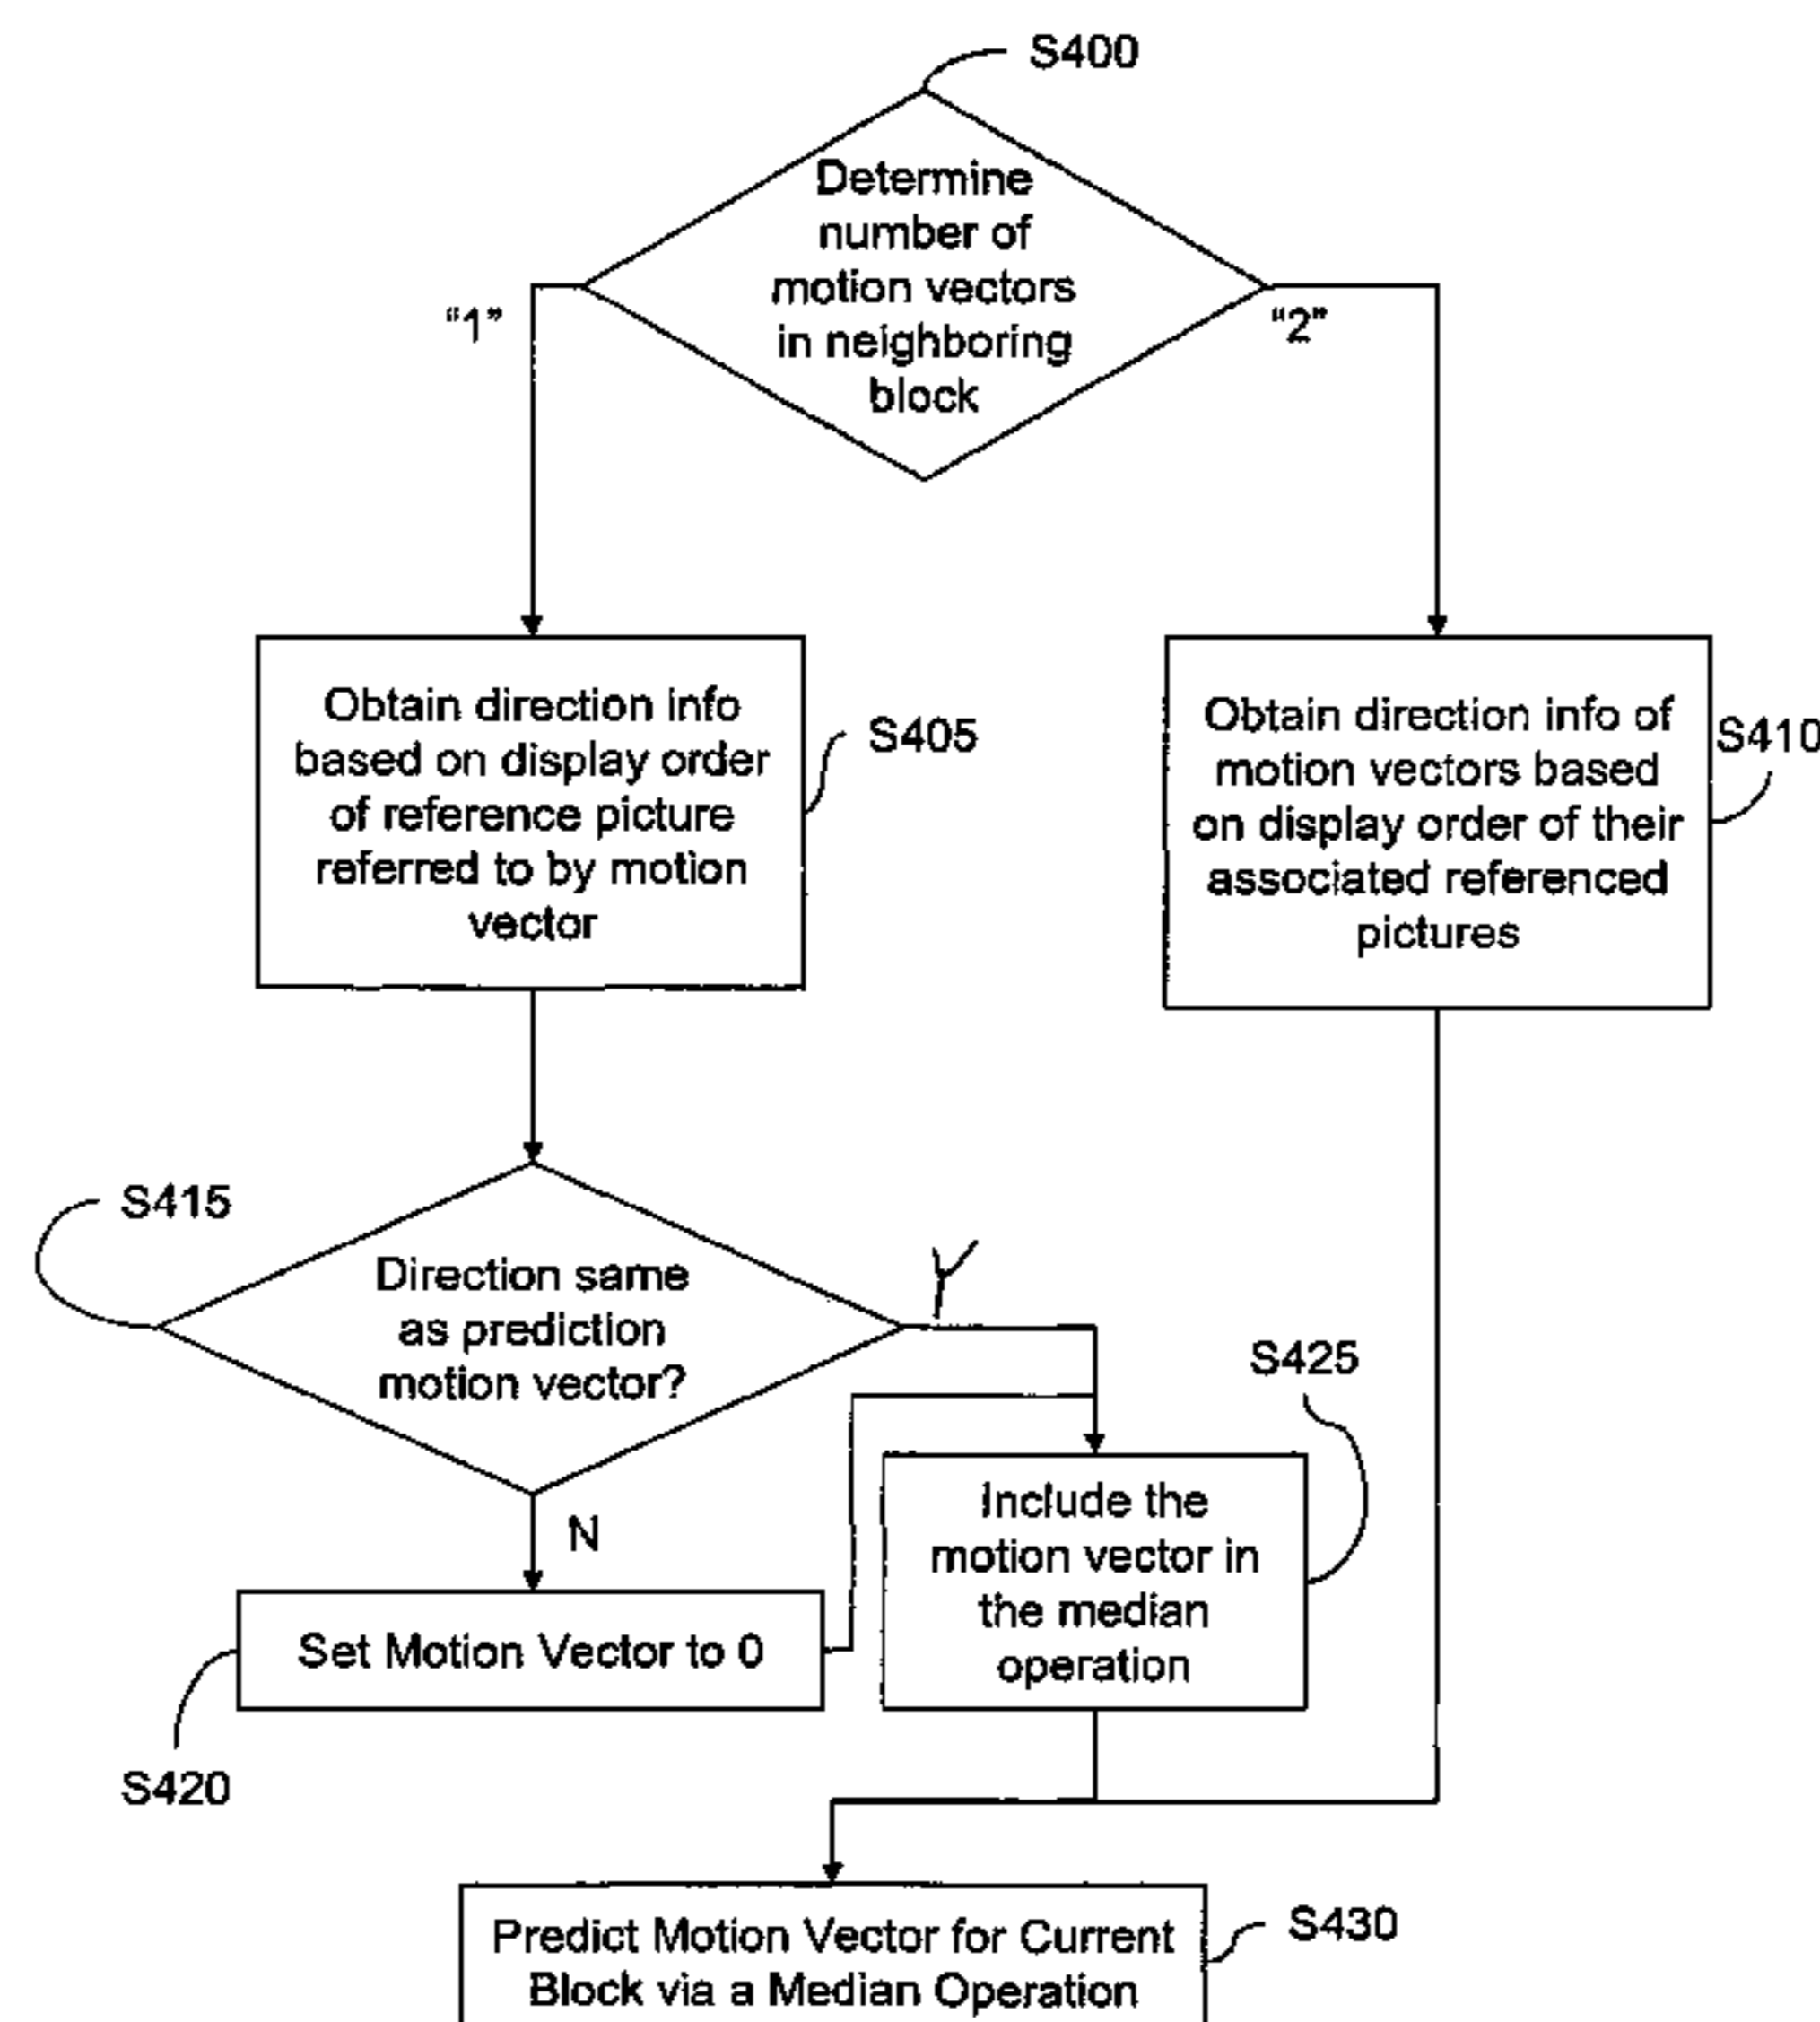 S400
Determine
number of
motion vectors
in neighboring
block
“1”
“2”
Obtain direction info
based on display order
of reference picture
referred to by motion
vector
S405
Obtain direction info of
motion vectors based
on display order of their
associated referenced
pictures
S410
S415
Direction same
as prediction
motion vector?
Y
N
S425
Include the
motion vector in
the median
operation
Set Motion Vector to 0
S420
Predict Motion Vector for Current
Block via a Median Operation
S430